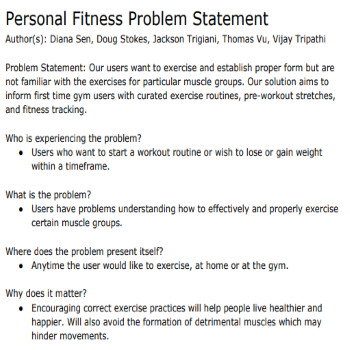 Personal Fitness Problem Statement
Author(s): Diana Sen, Doug Stokes, Jackson Trigiani, Thomas Vu, Vijay Tripathi
Problem Statement: Our users want to exercise and establish proper form but are
not familiar with the exercises for particular muscle groups. Our solution aims to
inform first time gym users with curated exercise routines, pre-workout stretches,
and fitness tracking.
Who is experiencing the problem?
• Users who want to start a workout routine or wish to lose or gain weight
within a timeframe.
What is the problem?
• Users have problems understanding how to effectively and properly exercise
certain muscle groups.
Where does the problem present itself?
• Anytime the user would like to exercise, at home or at the gym.
Why does it matter?
• Encouraging correct exercise practices will help people live healthier and
happier. Will also avoid the formation of detrimental muscles which may
hinder movements.